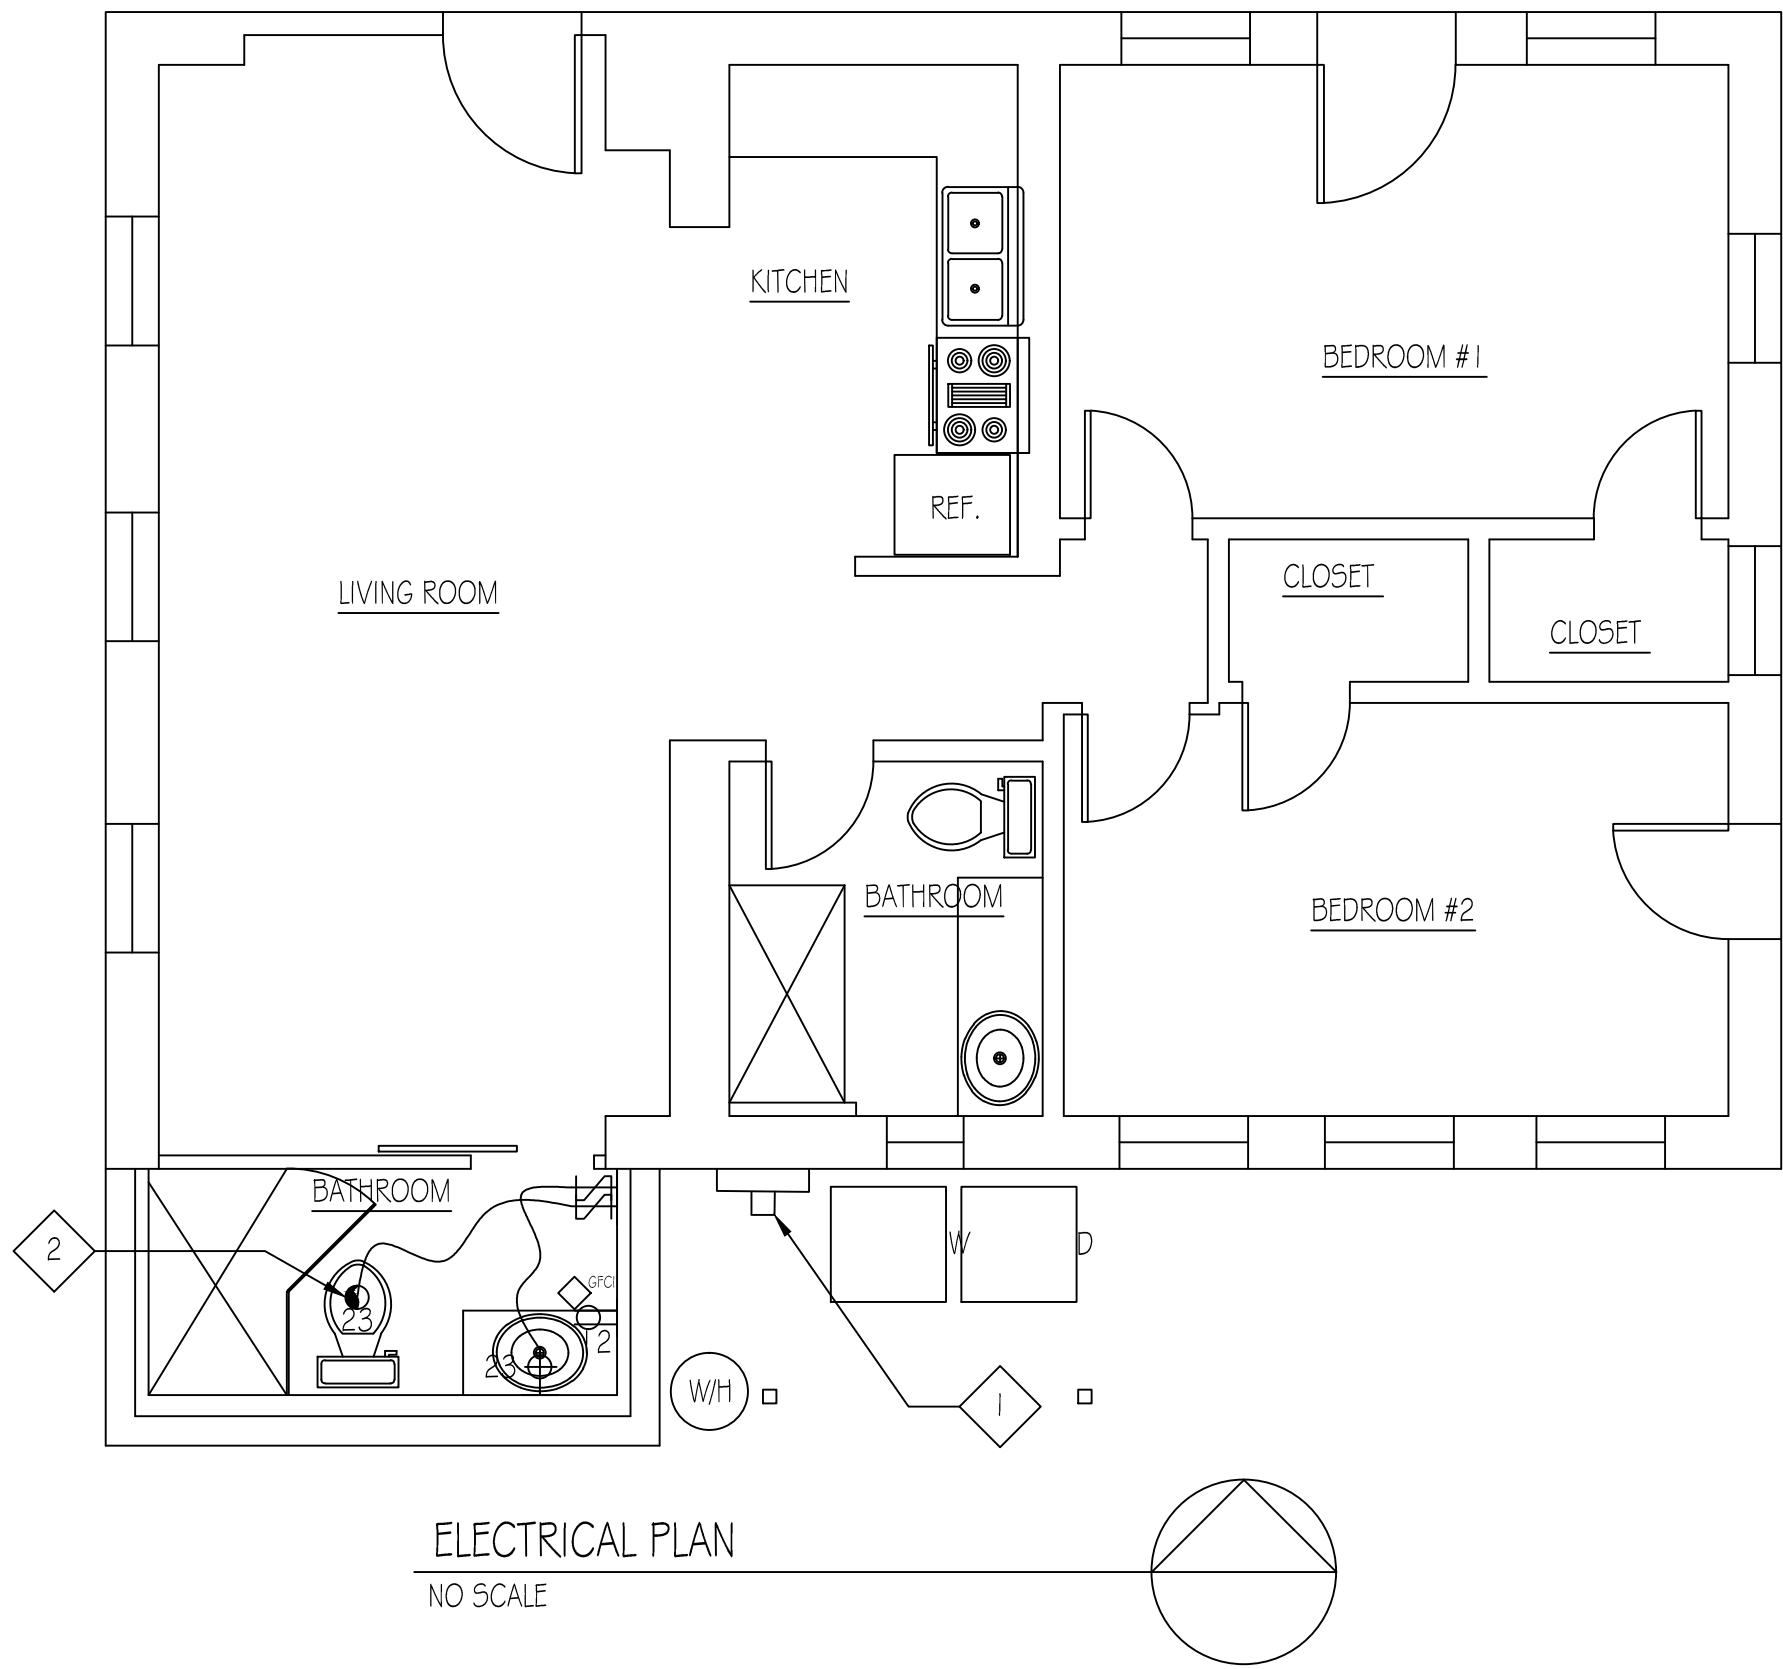 KITCHEN
BEDROOM #1
REF.
LIVING ROOM
CLOSET
CLOSET
BATHROOM
BEDROOM #2
BATHROOM
2
W
D
GFCI
23
2
23
W/H
1
ELECTRICAL PLAN
NO SCALE